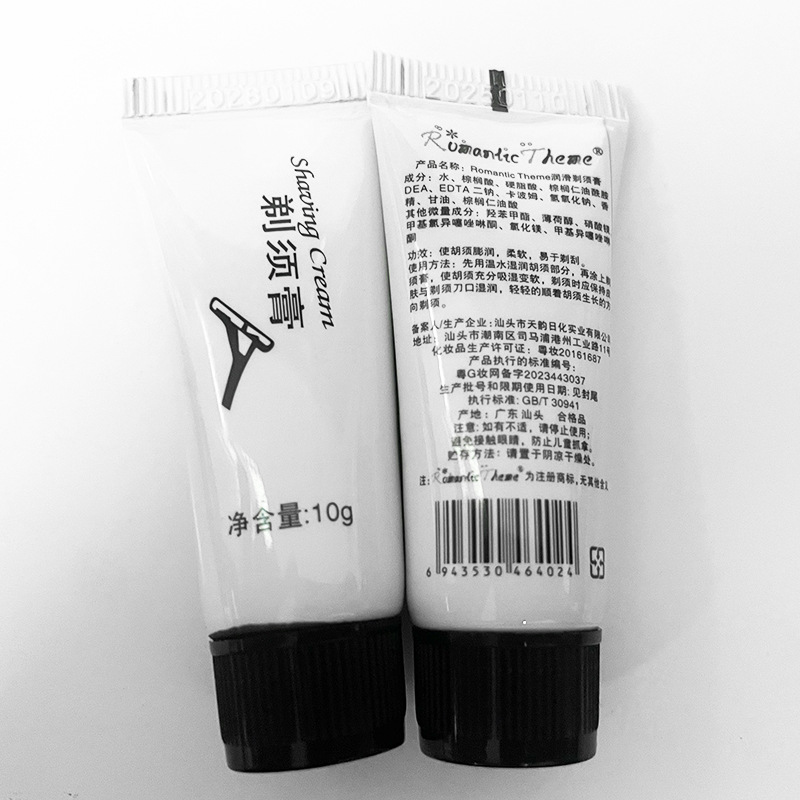 20280109
Shaving Cream
剃须膏
净含量:10g
20250110
Romantic Theme®
产品名称: Romantic Theme润滑剃须膏
成分: 水、棕榈酸、硬脂酸、棕榈仁油酰胺
DEA、EDTA 二钠、卡波姆、氢氧化钠、香
精、甘油、棕榈仁油酸
其他微量成分: 羟苯甲酯、薄荷醇、硝酸镁
甲基氯异噻唑啉酮、氯化镁、甲基异噻唑啉
酮
功效: 使胡须膨润, 柔软, 易于剃刮。
使用方法: 先用温水湿润胡须部分, 再涂上剃
须膏, 使胡须充分吸湿变软, 剃须时应保持皮
肤与剃须刀口湿润, 轻轻的顺着胡须生长的方
向剃须。
备案人/生产企业: 汕头市天韵日化实业有限公司
地址: 汕头市潮南区司马浦港州工业路11号
化妆品生产许可证: 粤妆20161687
产品执行的标准编号:
粤G妆网备字2023443037
生产批号和限期使用日期: 见封尾
执行标准: GB/T 30941
产地: 广东 汕头 合格品
注意: 如有不适, 请停止使用;
避免接触眼睛, 防止儿童抓拿。
贮存方法: 请置于阴凉干燥处。
注: Romantic Theme®为注册商标, 无其他含义
6 943530 464024